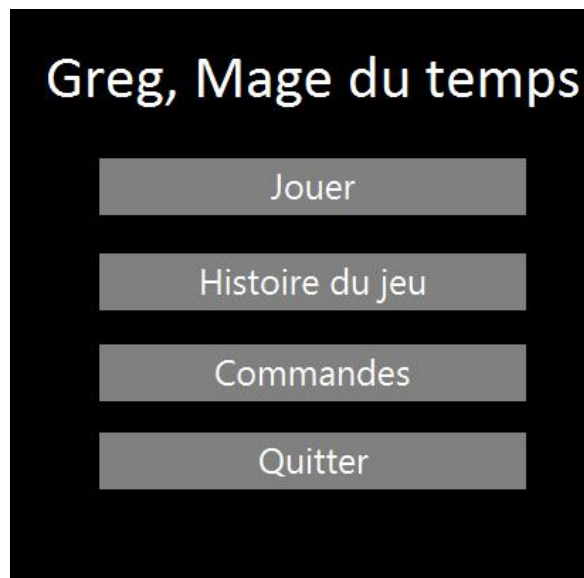 Greg, Mage du temps
Jouer
Histoire du jeu
Commandes
Quitter